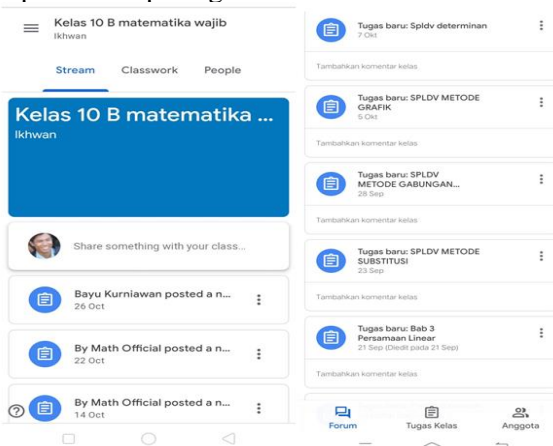 Kelas 10 B matematika wajib
Ikhwan
Stream Classwork People
Kelas 10 B matematika ...
Ikhwan
Share something with your class...
Bayu Kurniawan posted a n...
26 Oct
By Math Official posted a n...
22 Oct
By Math Official posted a n...
14 Oct
Tugas baru: Spldv determinan
7 Okt
Tambahkan komentar kelas
Tugas baru: SPLDV METODE
GRAFIK
5 Okt
Tambahkan komentar kelas
Tugas baru: SPLDV
METODE GABUNGAN...
28 Sep
Tambahkan komentar kelas
Tugas baru: SPLDV METODE
SUBSTITUSI
23 Sep
Tambahkan komentar kelas
Tugas baru: Bab 3
Persamaan Linear
21 Sep (Diedit pada 21 Sep)
Tambahkan komentar kelas
Forum Tugas Kelas Anggota